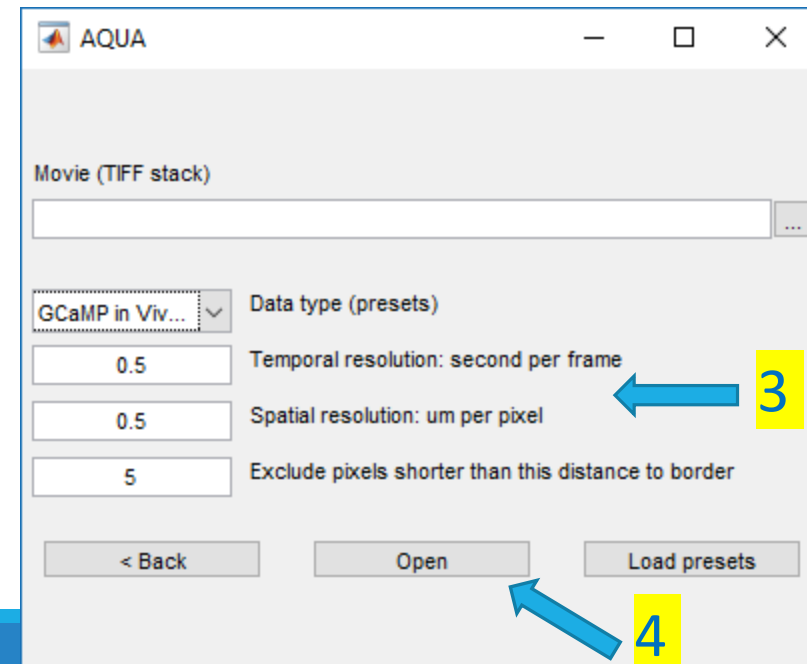 AQUA
Movie (TIFF stack)
...
GCaMP in Viv... Data type (presets)
0.5 Temporal resolution: second per frame
3
0.5 Spatial resolution: um per pixel
5 Exclude pixels shorter than this distance to border
< Back Open Load presets
4